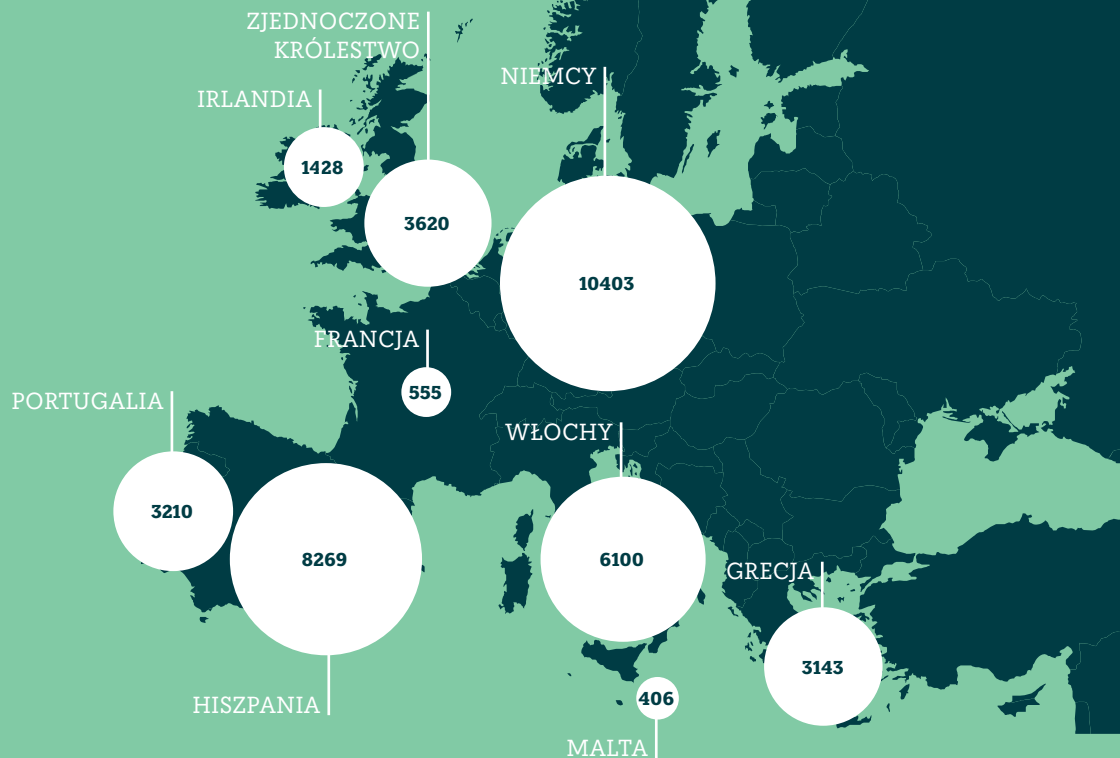 ZJEDNOCZONE
KRÓLESTWO
NIEMCY
IRLANDIA
1428
3620
10403
FRANCJA
555
PORTUGALIA
WŁOCHY
3210
8269
6100
GRECJA
3143
406
HISZPANIA
MALTA